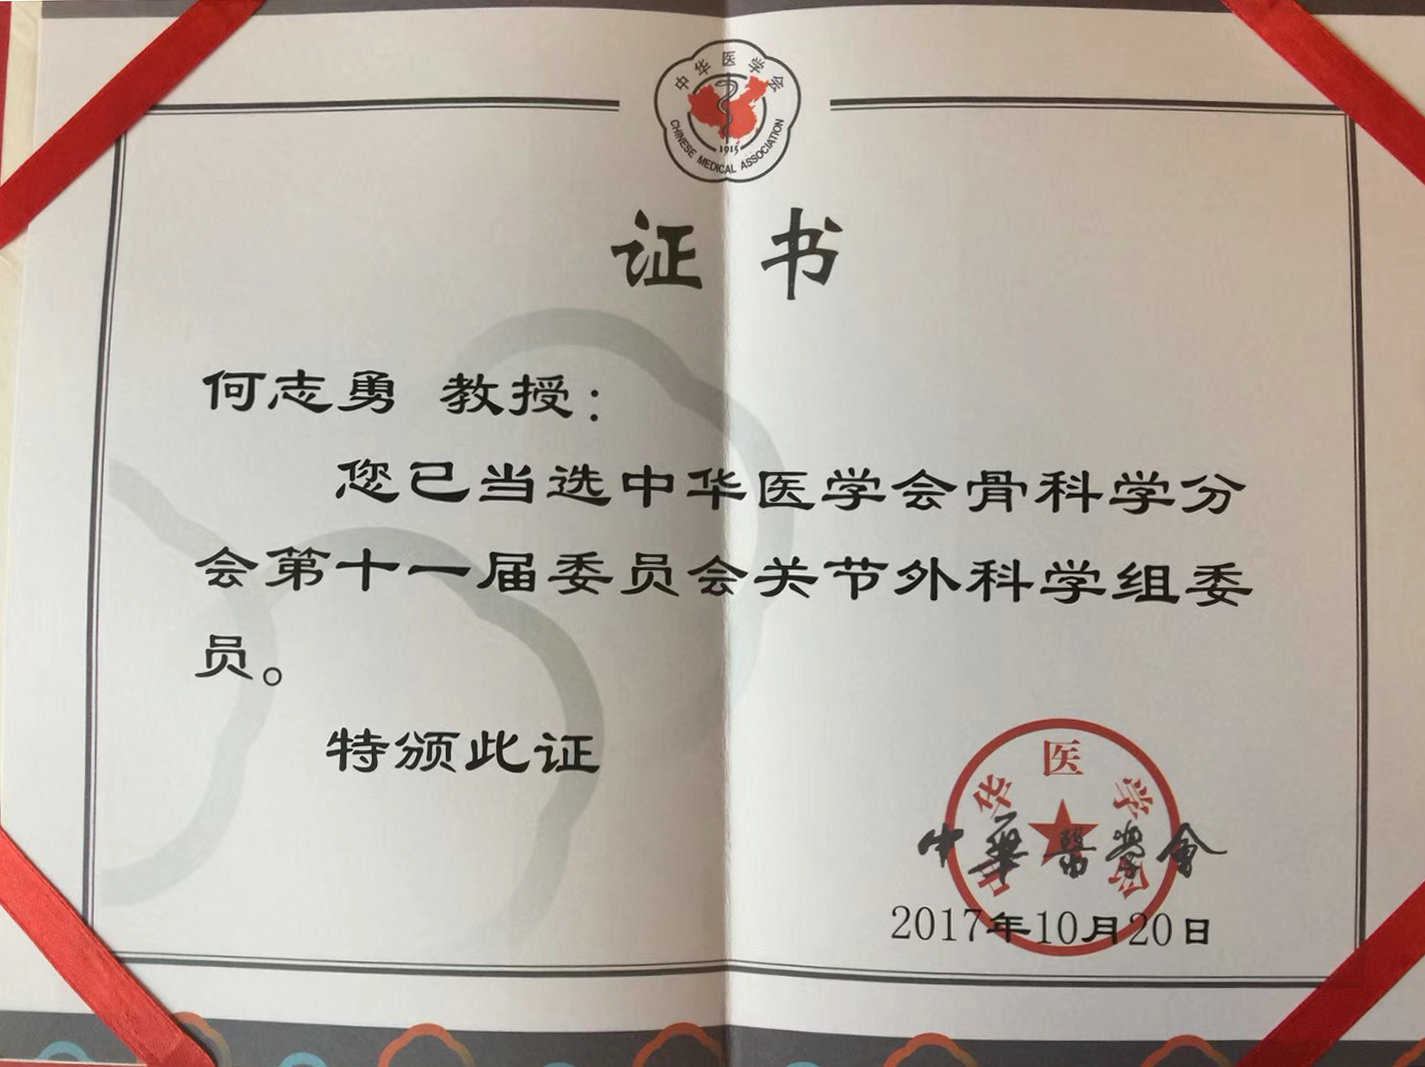 中华医学会
1915
CHINESE MEDICAL ASSOCIATION
证书
何志勇 教授：
您已当选中华医学会骨科学分
会第十一届委员会关节外科学组委
员。
特颁此证
中华医学会
中華醫學會
2017年10月20日